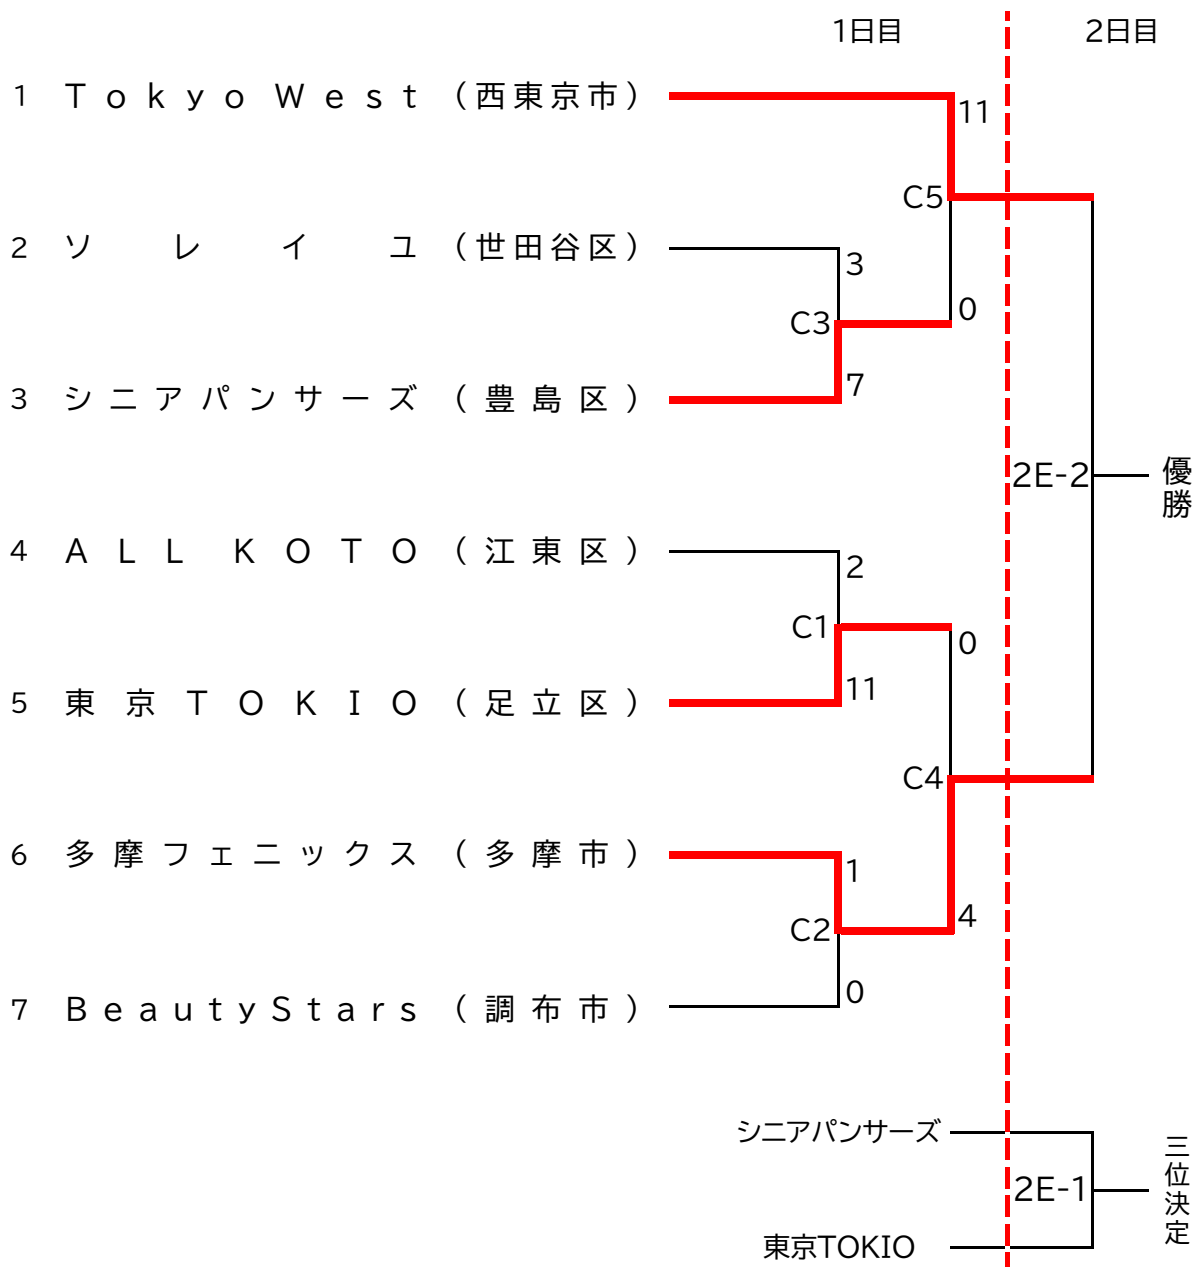 1日目
2日目
1 Tokyo West (西東京市)
11
C5
2 ソレイユ (世田谷区)
3
C3
0
3 シニアパンサーズ (豊島区)
7
2E-2
優勝
4 ALL KOTO (江東区)
2
C1
0
5 東京TOKIO (足立区)
11
C4
6 多摩フェニックス (多摩市)
1
C2
4
7 BeautyStars (調布市)
0
シニアパンサーズ
2E-1
三位決定
東京TOKIO